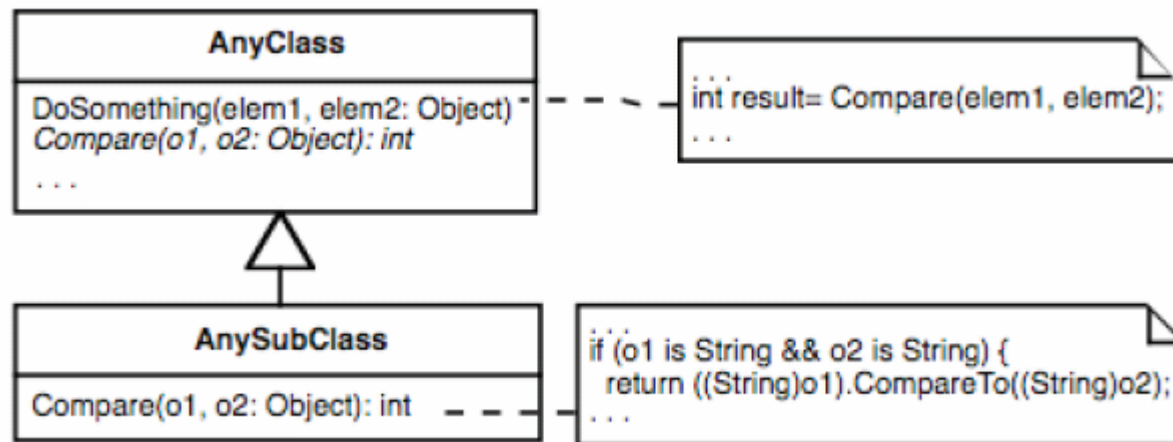 AnyClass
DoSomething(elem1, elem2: Object)
Compare(o1, o2: Object): int
. . .
. . .
int result= Compare(elem1, elem2);
. . .
AnySubClass
Compare(o1, o2: Object): int
. . .
if (o1 is String && o2 is String) {
return ((String)o1).CompareTo((String)o2);
. . .